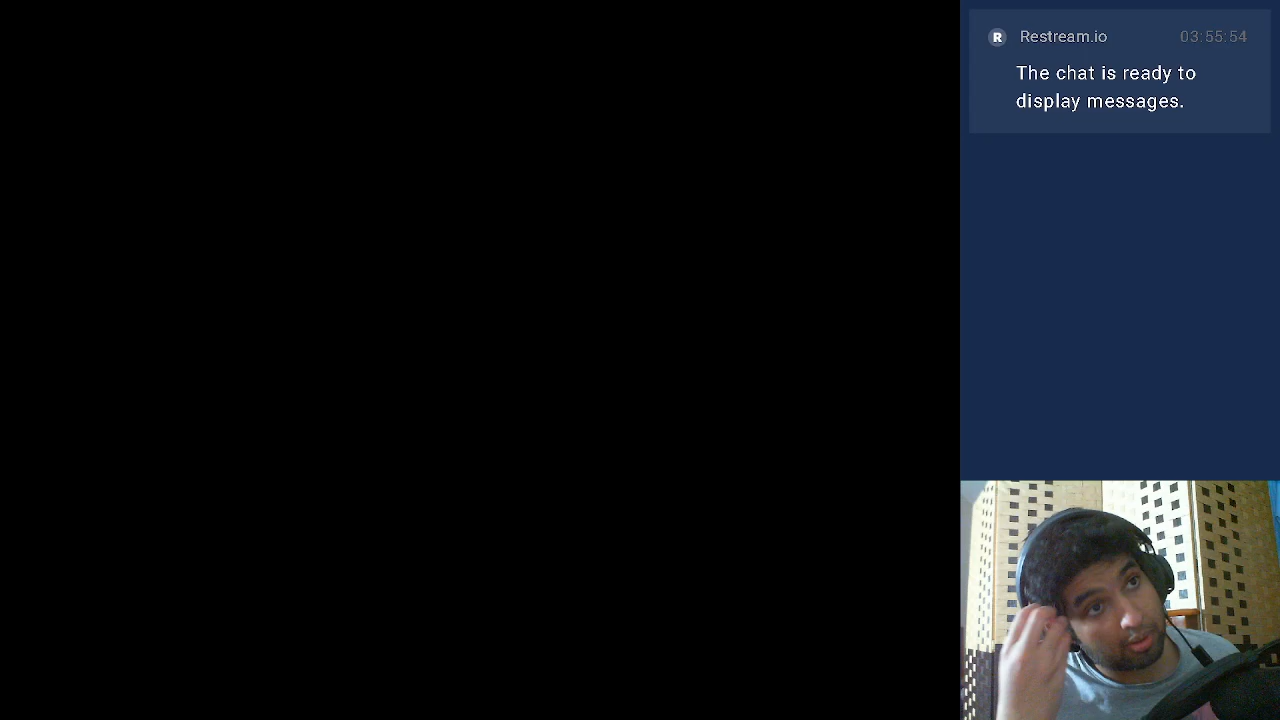 R Restream.io 03:55:54
The chat is ready to
display messages.